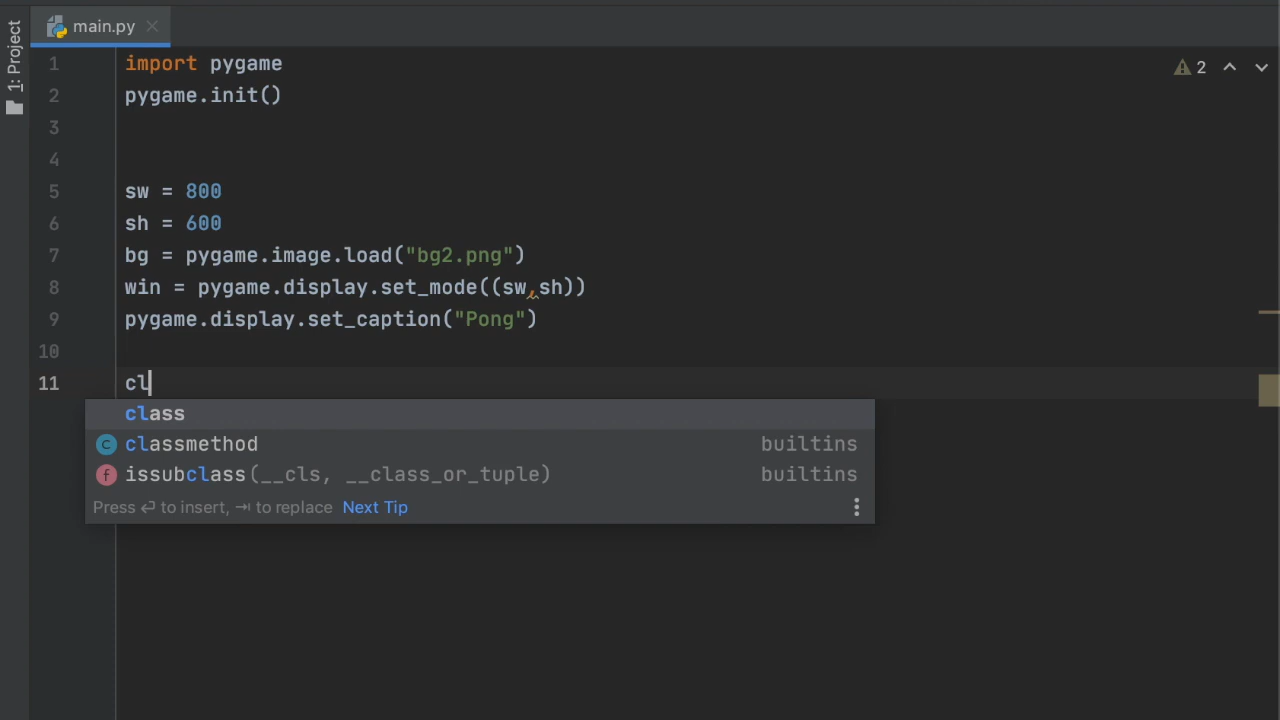 1: Project
main.py
2
1 import pygame
2 pygame.init()
3
4
5 sw = 800
6 sh = 600
7 bg = pygame.image.load("bg2.png")
8 win = pygame.display.set_mode((sw,sh))
9 pygame.display.set_caption("Pong")
10
11 cl
class
c classmethod builtins
f issubclass(__cls, __class_or_tuple) builtins
Press ↵ to insert, ⇥ to replace Next Tip